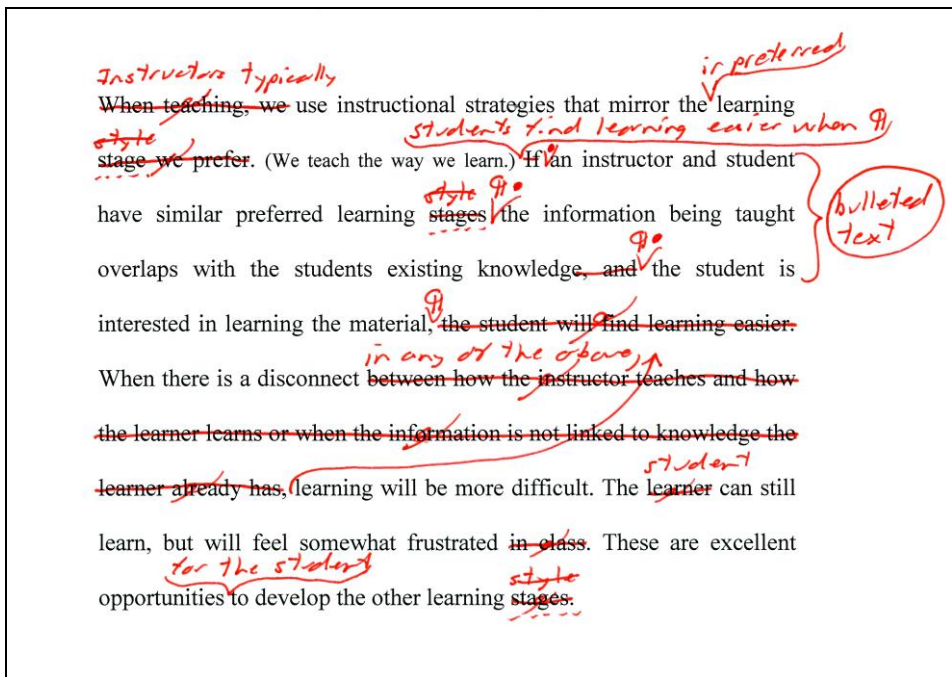 Instructors typically
ir preferred
When teaching, we use instructional strategies that mirror the learning
style
students find learning easier when ¶
stage we prefer. (We teach the way we learn.) If an instructor and student
style ¶ •
have similar preferred learning stages the information being taught
bulleted
text
¶ •
overlaps with the students existing knowledge, and the student is
¶
interested in learning the material, the student will find learning easier.
in any of the above,
When there is a disconnect between how the instructor teaches and how
the learner learns or when the information is not linked to knowledge the
student
learner already has, learning will be more difficult. The learner can still
learn, but will feel somewhat frustrated in class. These are excellent
for the student
style
opportunities to develop the other learning stages.